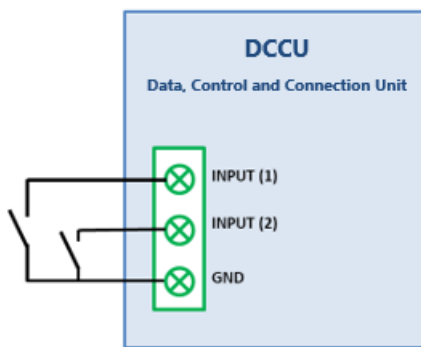 DCCU
Data, Control and Connection Unit
INPUT (1)
INPUT (2)
GND